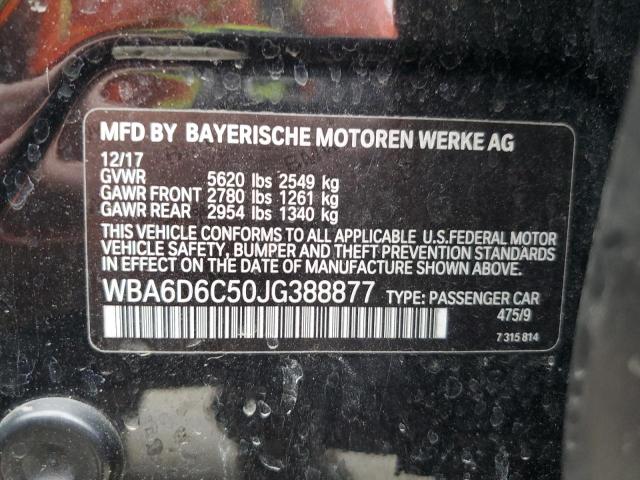 MFD BY BAYERISCHE MOTOREN WERKE AG
12/17
GVWR 5620 lbs 2549 kg
GAWR FRONT 2780 lbs 1261 kg
GAWR REAR 2954 lbs 1340 kg
THIS VEHICLE CONFORMS TO ALL APPLICABLE U.S.FEDERAL MOTOR
VEHICLE SAFETY, BUMPER AND THEFT PREVENTION STANDARDS
IN EFFECT ON THE DATE OF MANUFACTURE SHOWN ABOVE.
WBA6D6C50JG388877 TYPE: PASSENGER CAR
475/9
7 315 814